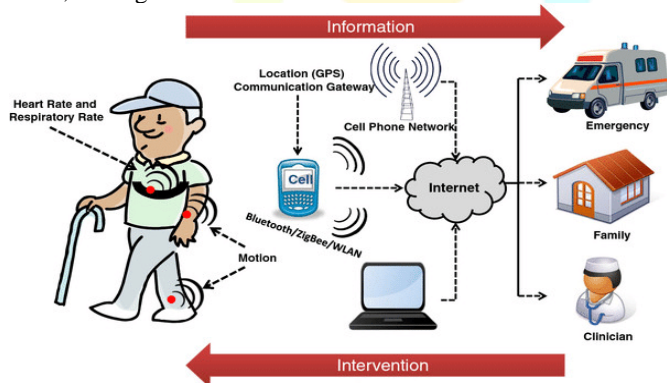 Information
Location (GPS)
Communication Gateway
Heart Rate and
Respiratory Rate
Cell Phone Network
Emergency
Cell
Internet
Bluetooth/ZigBee/WLAN
Family
Motion
Clinician
Intervention